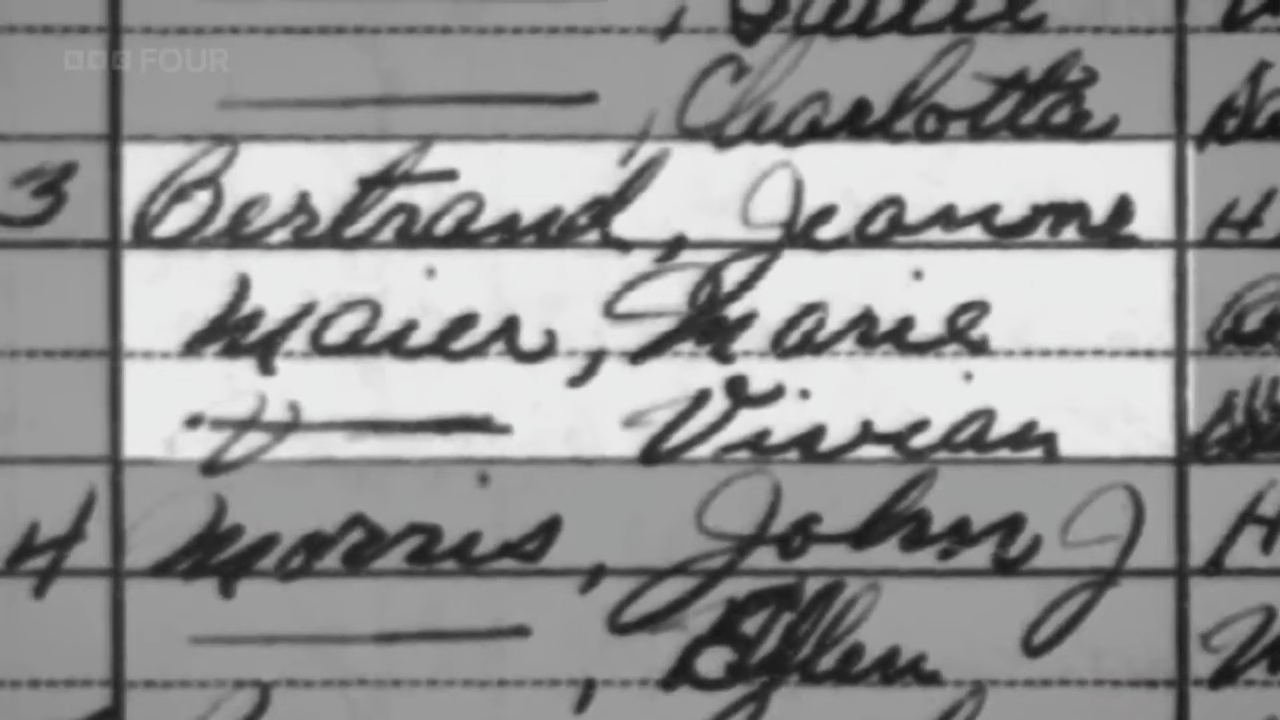 BBC FOUR
Charlotte
3 Bertrand, Jeanne H
Maier, Marie
Vivian
4 Morris, John J H
, Ellen